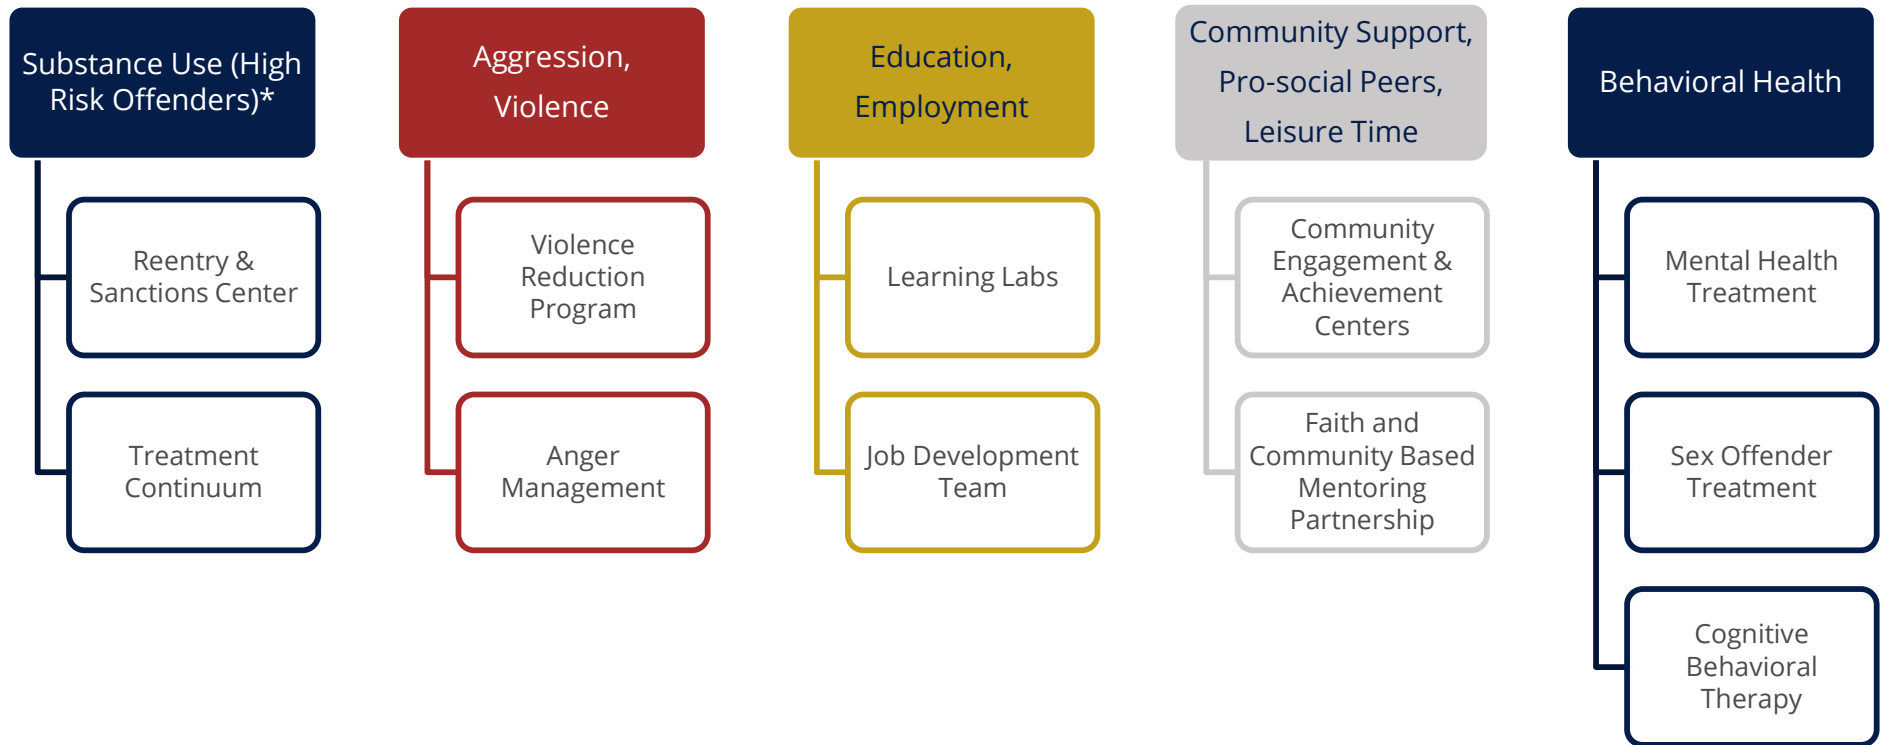 Substance Use (High
Risk Offenders)*
Reentry &
Sanctions Center
Treatment
Continuum
Aggression,
Violence
Violence
Reduction
Program
Anger
Management
Education,
Employment
Learning Labs
Job Development
Team
Community Support,
Pro-social Peers,
Leisure Time
Community
Engagement &
Achievement
Centers
Faith and
Community Based
Mentoring
Partnership
Behavioral Health
Mental Health
Treatment
Sex Offender
Treatment
Cognitive
Behavioral
Therapy